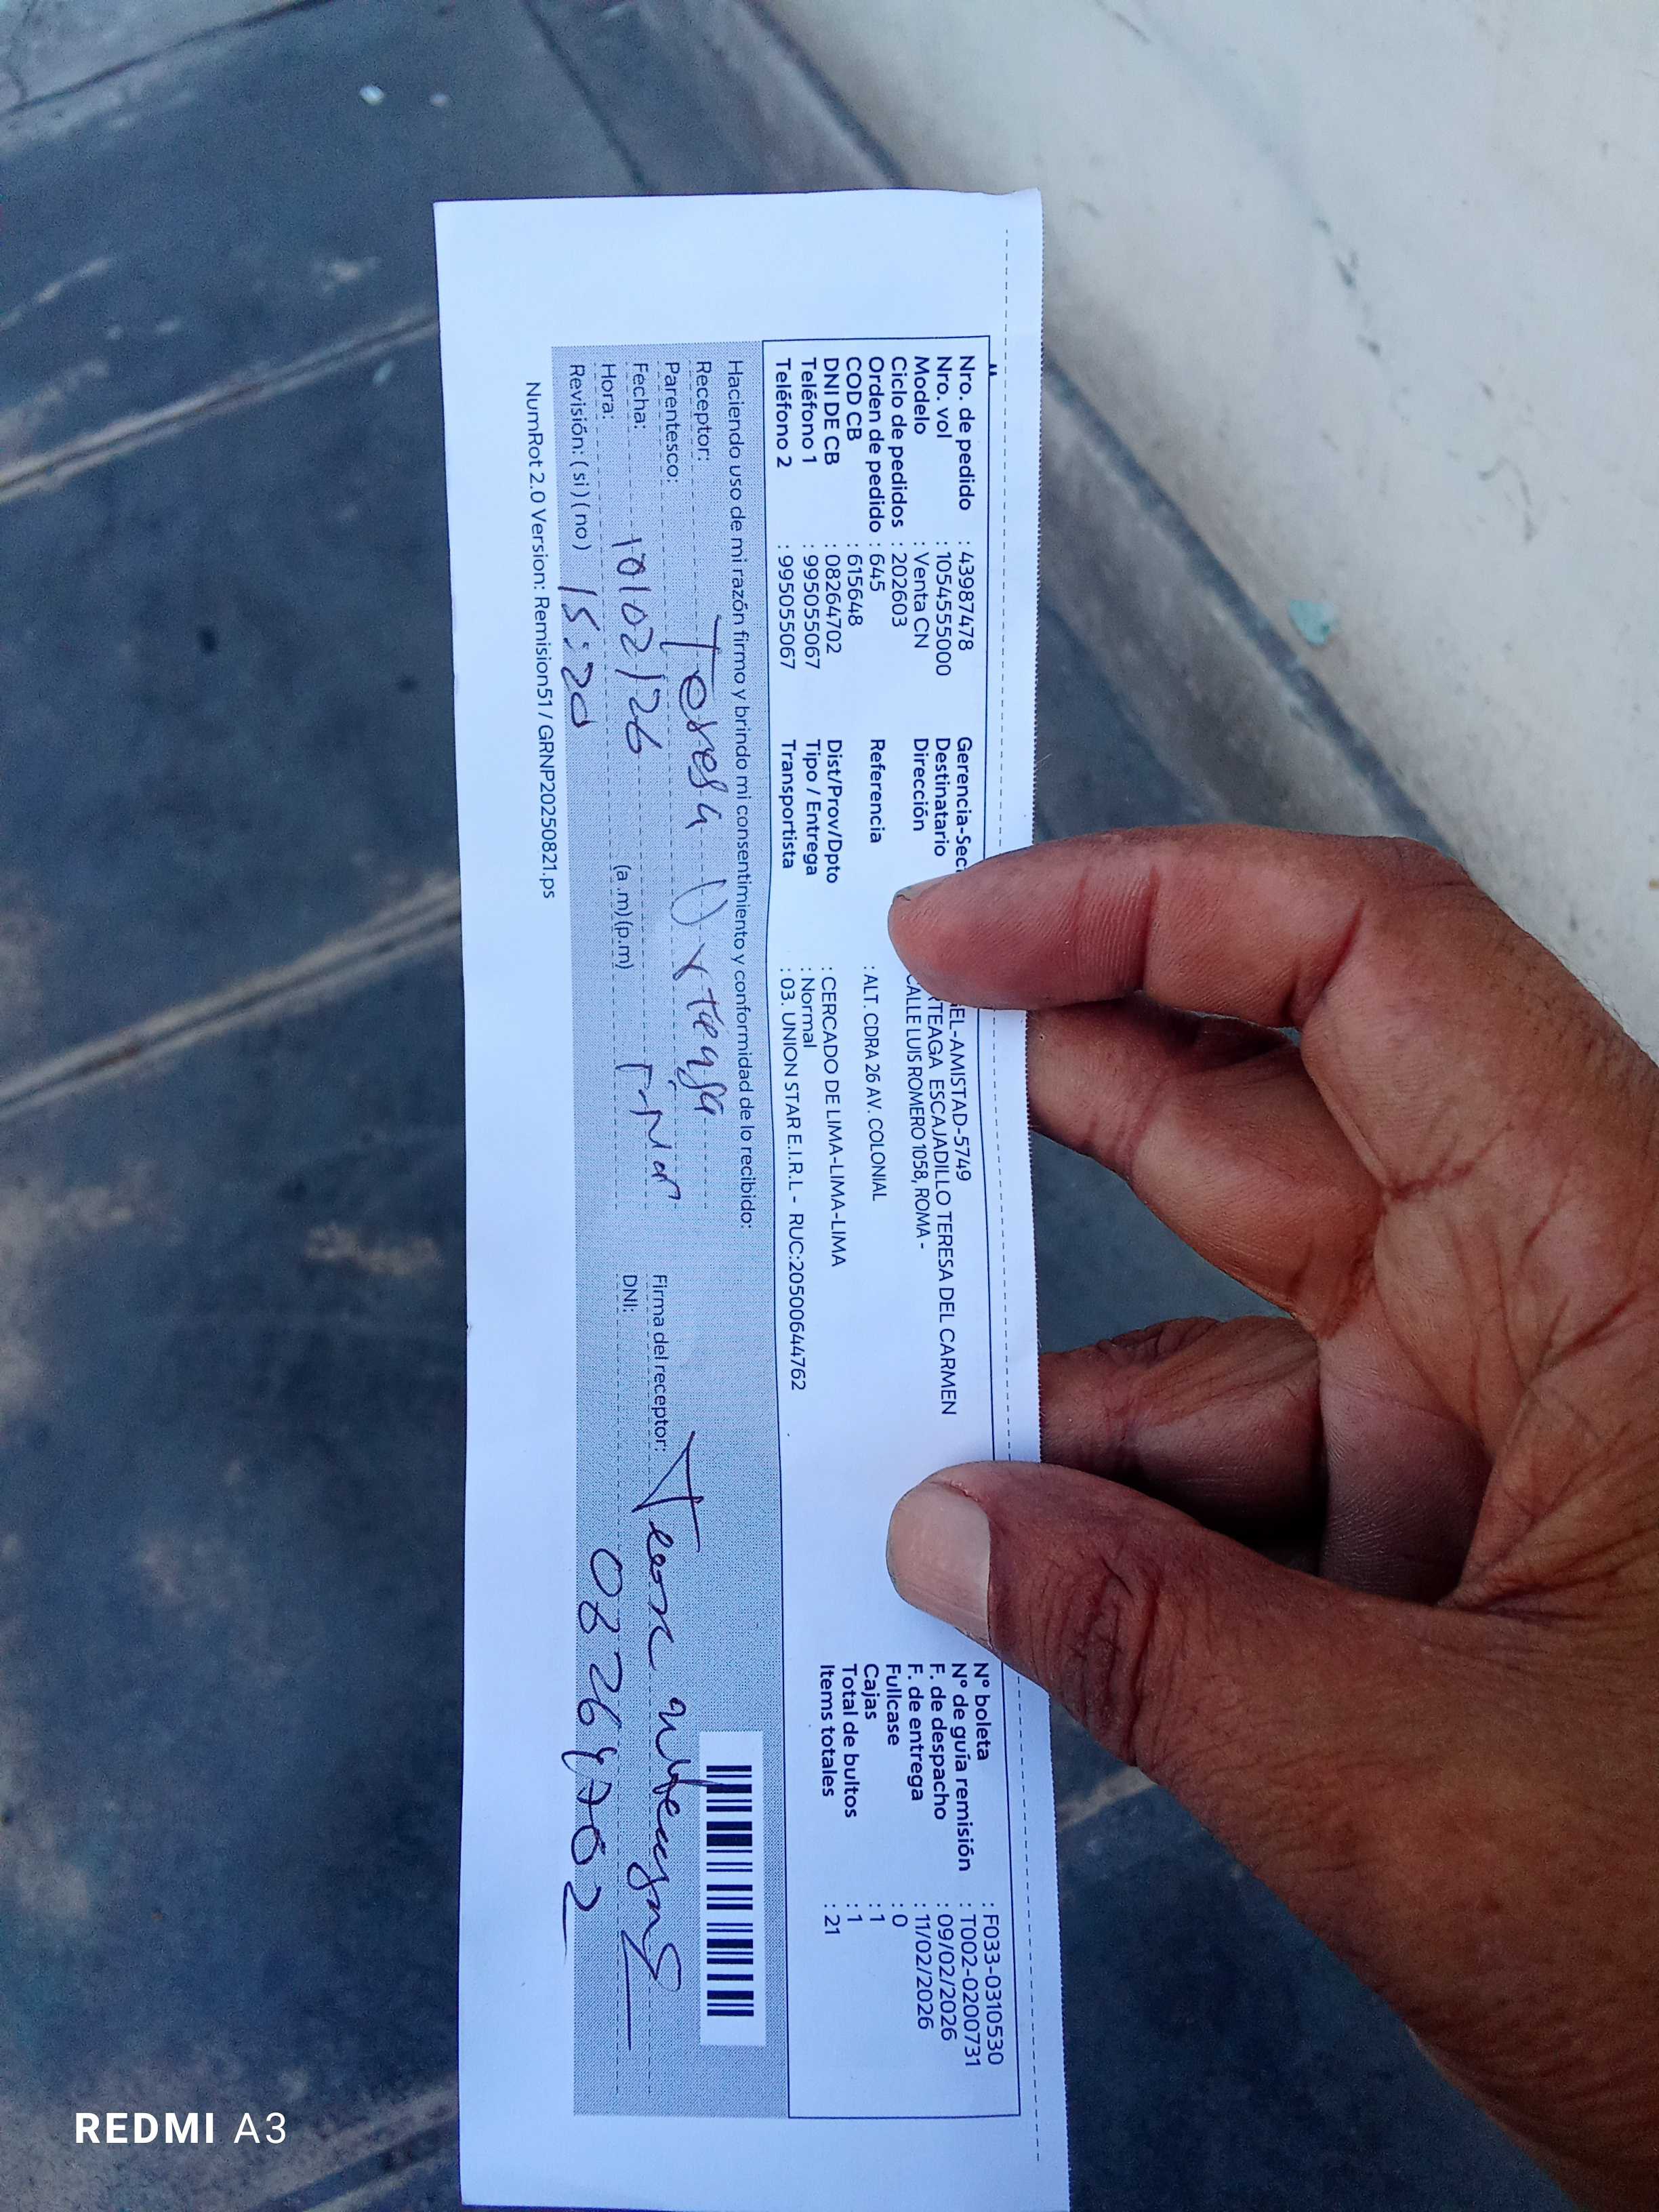 Nro. de pedido : 43987478
Nro. vol : 1054555000
Modelo : Venta CN
Ciclo de pedidos : 202603
Orden de pedido : 645
COD CB : 615648
DNI DE CB : 08264702
Teléfono 1 : 995055067
Teléfono 2 : 995055067
Gerencia-Sec EL-AMISTAD-5749
Destinatario TEAGA ESCAJADILLO TERESA DEL CARMEN
Dirección CALLE LUIS ROMERO 1058, ROMA -
Referencia : ALT. CDRA 26 AV. COLONIAL
Dist/Prov/Dpto : CERCADO DE LIMA-LIMA-LIMA
Tipo / Entrega : Normal
Transportista : 03. UNION STAR E.I.R.L - RUC:20500644762
N° boleta : F033-0310530
N° de guía remisión : T002-0200731
F. de despacho : 09/02/2026
F. de entrega : 11/02/2026
Fullcase : 0
Cajas : 1
Total de bultos : 1
Items totales : 21
Haciendo uso de mi razón firmo y brindo mi consentimiento y conformidad de lo recibido:
Receptor: Teresa Arteaga
Parentesco:
Fecha: 10/02/26
Hora: 15:20 (a.m)(p.m)
Revisión: (si) (no)
Firma del receptor: Teresa Arteaga
DNI: 08264702
NumRot 2.0 Version: Remision51 / GRNP20250821.ps
REDMI A3